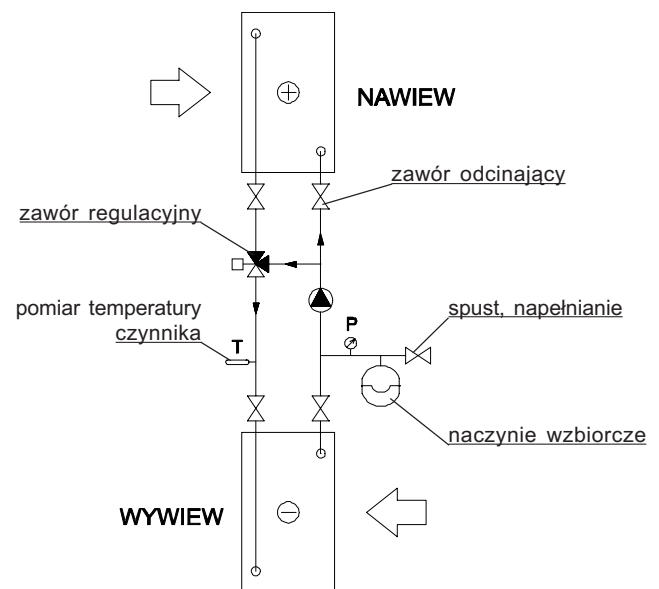 NAWIEW
zawór odcinający
zawór regulacyjny
pomiar temperatury
czynnika
T
P
spust, napełnianie
naczynie wzbiorcze
WYWIEW